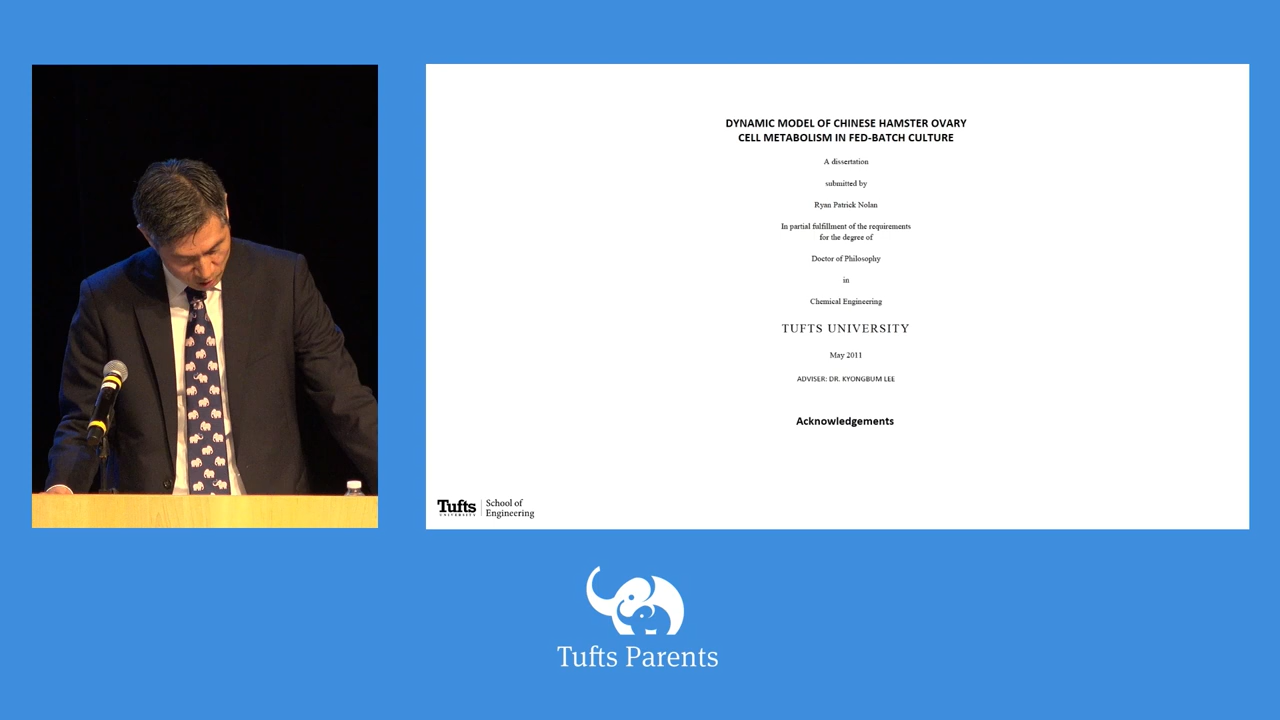 DYNAMIC MODEL OF CHINESE HAMSTER OVARY
CELL METABOLISM IN FED-BATCH CULTURE
A dissertation
submitted by
Ryan Patrick Nolan
In partial fulfillment of the requirements
for the degree of
Doctor of Philosophy
in
Chemical Engineering
TUFTS UNIVERSITY
May 2011
ADVISER: DR. KYONGBUM LEE
Acknowledgements
Tufts
UNIVERSITY
School of
Engineering
Tufts Parents